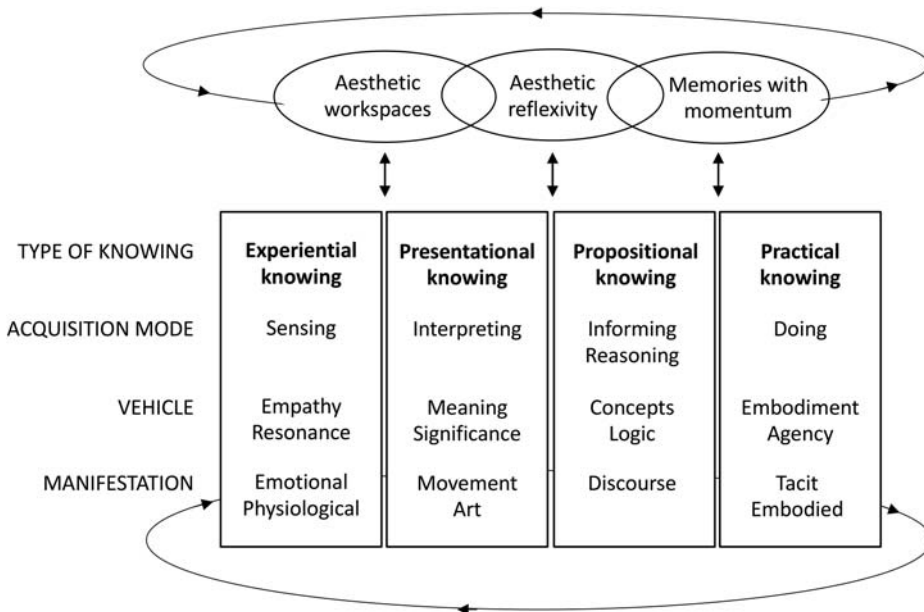 Aesthetic
workspaces
Aesthetic
reflexivity
Memories with
momentum
TYPE OF KNOWING
Experiential
knowing
Presentational
knowing
Propositional
knowing
Practical
knowing
ACQUISITION MODE
Sensing
Interpreting
Informing
Reasoning
Doing
VEHICLE
Empathy
Resonance
Meaning
Significance
Concepts
Logic
Embodiment
Agency
MANIFESTATION
Emotional
Physiological
Movement
Art
Discourse
Tacit
Embodied